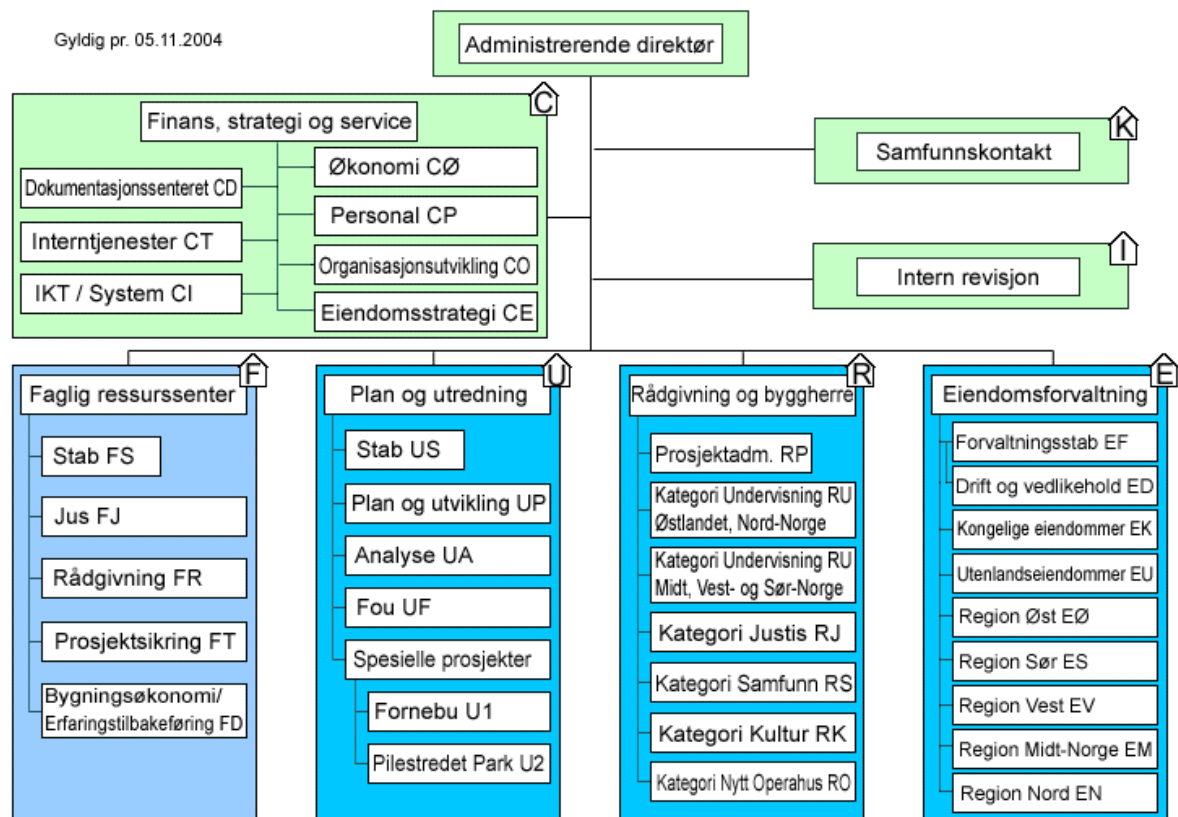 Gyldig pr. 05.11.2004
Administrerende direktør
C
Finans, strategi og service
Dokumentasjonssenteret CD
Interntjenester CT
IKT / System CI
Økonomi CØ
Personal CP
Organisasjonsutvikling CO
Eiendomsstrategi CE
K
Samfunnskontakt
I
Intern revisjon
F
Faglig ressurssenter
Stab FS
Jus FJ
Rådgivning FR
Prosjektsikring FT
Bygningsøkonomi/
Erfaringstilbakeføring FD
U
Plan og utredning
Stab US
Plan og utvikling UP
Analyse UA
Fou UF
Spesielle prosjekter
Fornebu U1
Pilestredet Park U2
R
Rådgivning og byggherre
Prosjektadm. RP
Kategori Undervisning RU
Østlandet, Nord-Norge
Kategori Undervisning RU
Midt, Vest- og Sør-Norge
Kategori Justis RJ
Kategori Samfunn RS
Kategori Kultur RK
Kategori Nytt Operahus RO
E
Eiendomsforvaltning
Forvaltningsstab EF
Drift og vedlikehold ED
Kongelige eiendommer EK
Utenlandseiendommer EU
Region Øst EØ
Region Sør ES
Region Vest EV
Region Midt-Norge EM
Region Nord EN